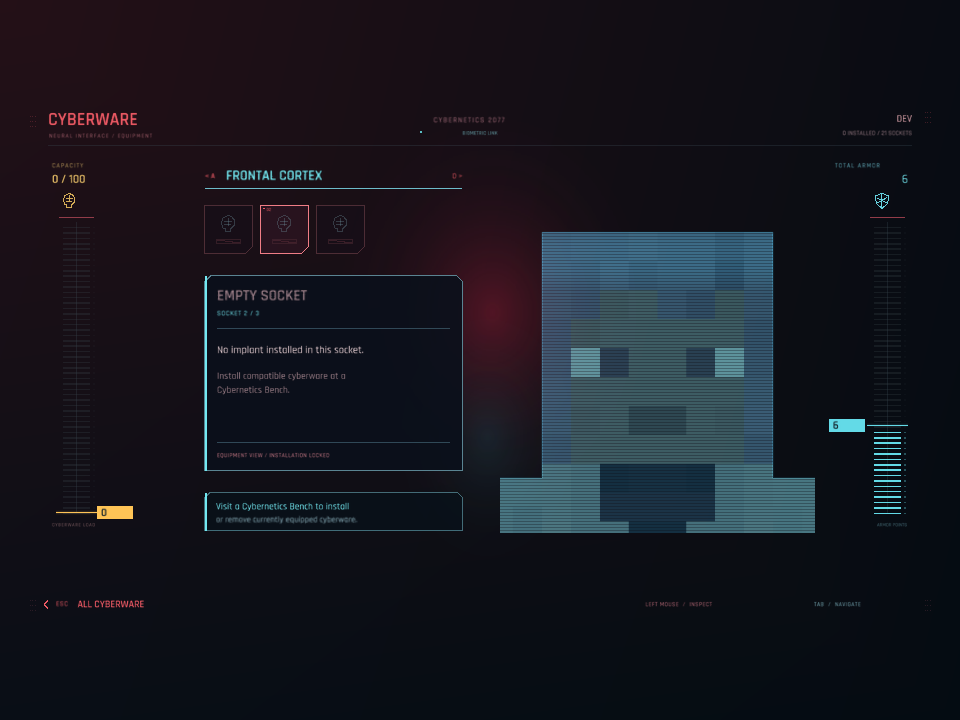 CYBERWARE
NEURAL INTERFACE / EQUIPMENT
CYBERNETICS 2077
BIOMETRIC LINK
DEV
0 INSTALLED / 21 SOCKETS
CAPACITY
0 / 100
TOTAL ARMOR
6
A
FRONTAL CORTEX
D
EMPTY SOCKET
SOCKET 2 / 3
No implant installed in this socket.
Install compatible cyberware at a
Cybernetics Bench.
EQUIPMENT VIEW / INSTALLATION LOCKED
Visit a Cybernetics Bench to install
or remove currently equipped cyberware.
0
CYBERWARE LOAD
6
ARMOR POINTS
ESC ALL CYBERWARE
LEFT MOUSE / INSPECT
TAB / NAVIGATE